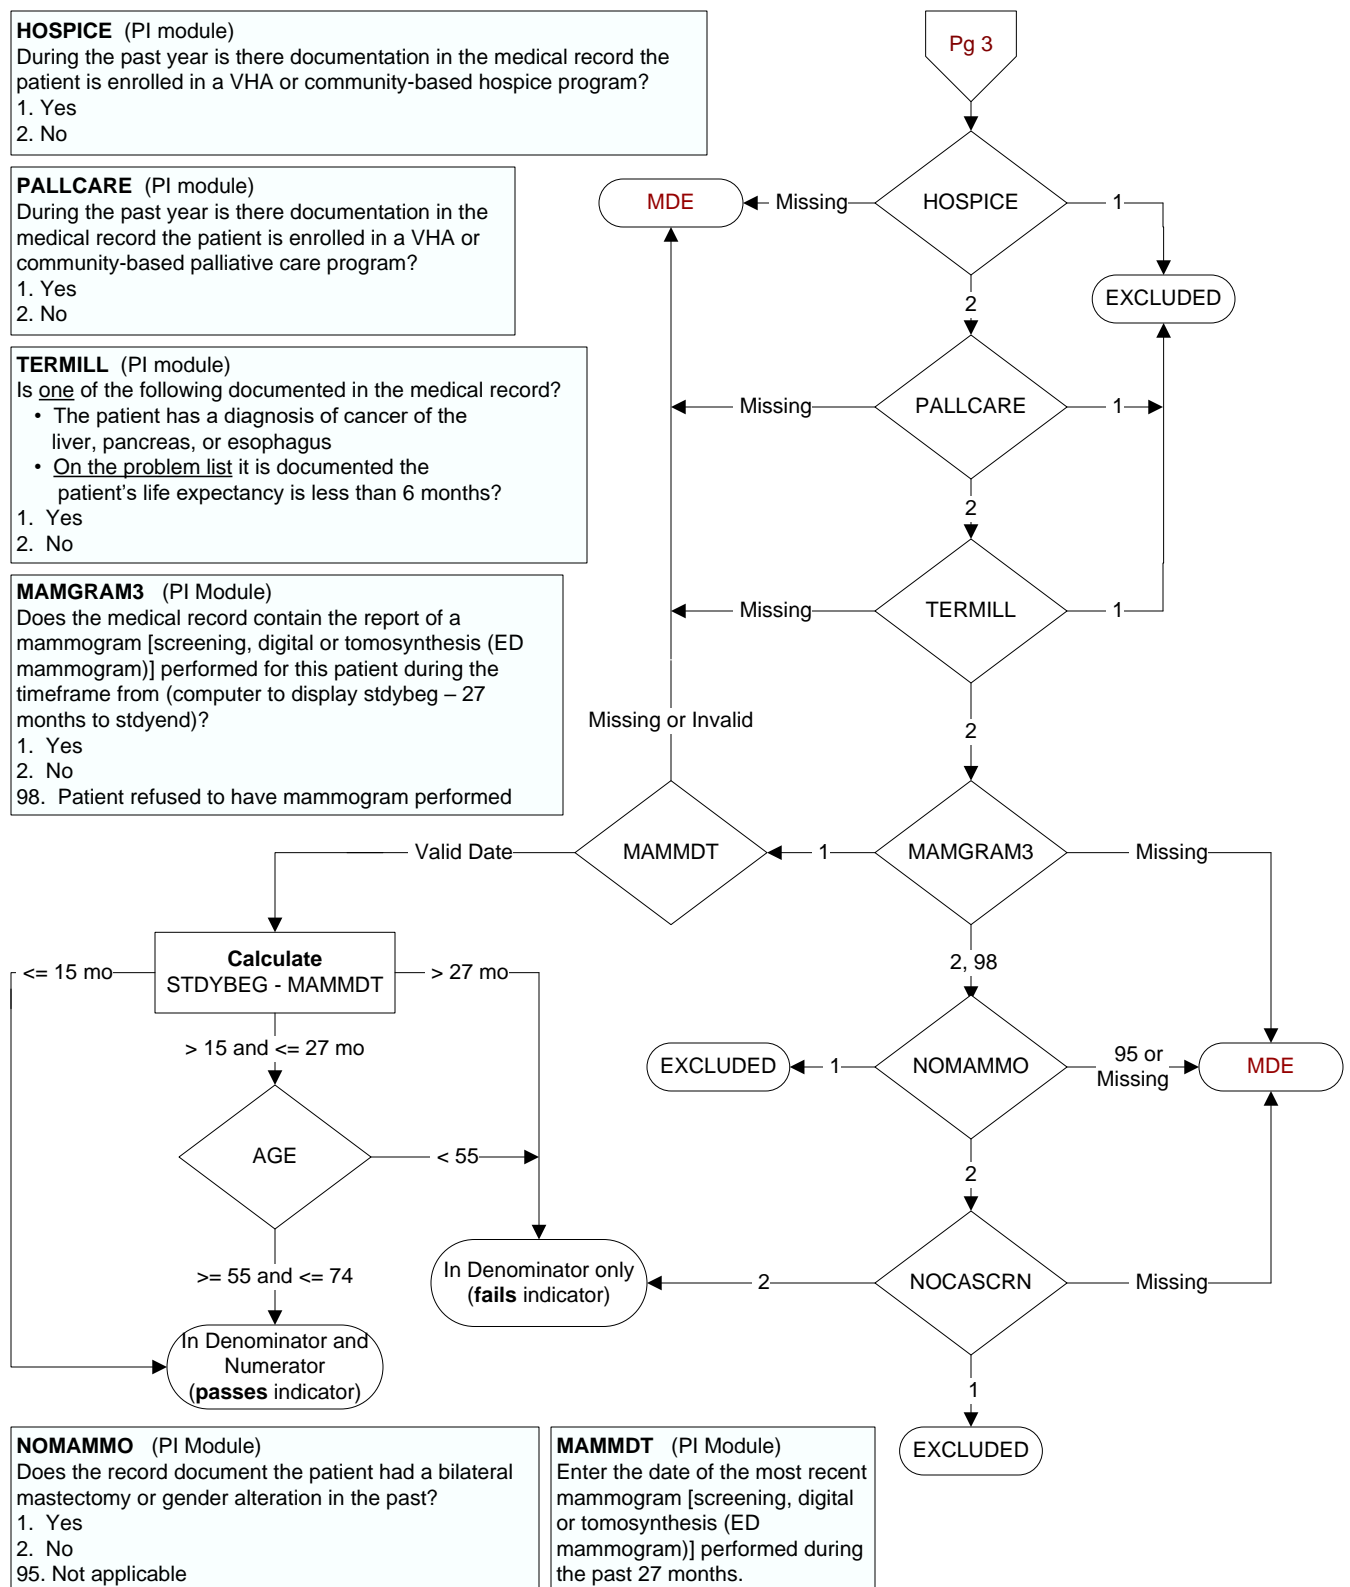 HOSPICE (PI module)
During the past year is there documentation in the medical record the
patient is enrolled in a VHA or community-based hospice program?
1. Yes
2. No
PALLCARE (PI module)
During the past year is there documentation in the
medical record the patient is enrolled in a VHA or
community-based palliative care program?
1. Yes
2. No
TERMILL (PI module)
Is one of the following documented in the medical record?
• The patient has a diagnosis of cancer of the
liver, pancreas, or esophagus
• On the problem list it is documented the
patient's life expectancy is less than 6 months?
1. Yes
2. No
MAMGRAM3 (PI Module)
Does the medical record contain the report of a
mammogram [screening, digital or tomosynthesis (ED
mammogram)] performed for this patient during the
timeframe from (computer to display stdybeg – 27
months to stdyend)?
1. Yes
2. No
98. Patient refused to have mammogram performed
Pg 3
MDE
Missing
HOSPICE
1
EXCLUDED
2
Missing
PALLCARE
1
2
Missing
TERMILL
1
Missing or Invalid
2
Valid Date
MAMMDT
1
MAMGRAM3
Missing
<= 15 mo
Calculate
STDYBEG - MAMMDT
> 27 mo
2, 98
> 15 and <= 27 mo
EXCLUDED
1
NOMAMMO
95 or
Missing
MDE
AGE
< 55
2
>= 55 and <= 74
In Denominator only
(fails indicator)
2
NOCASCRN
Missing
In Denominator and
Numerator
(passes indicator)
1
EXCLUDED
NOMAMMO (PI Module)
Does the record document the patient had a bilateral
mastectomy or gender alteration in the past?
1. Yes
2. No
95. Not applicable
MAMMDT (PI Module)
Enter the date of the most recent
mammogram [screening, digital
or tomosynthesis (ED
mammogram)] performed during
the past 27 months.